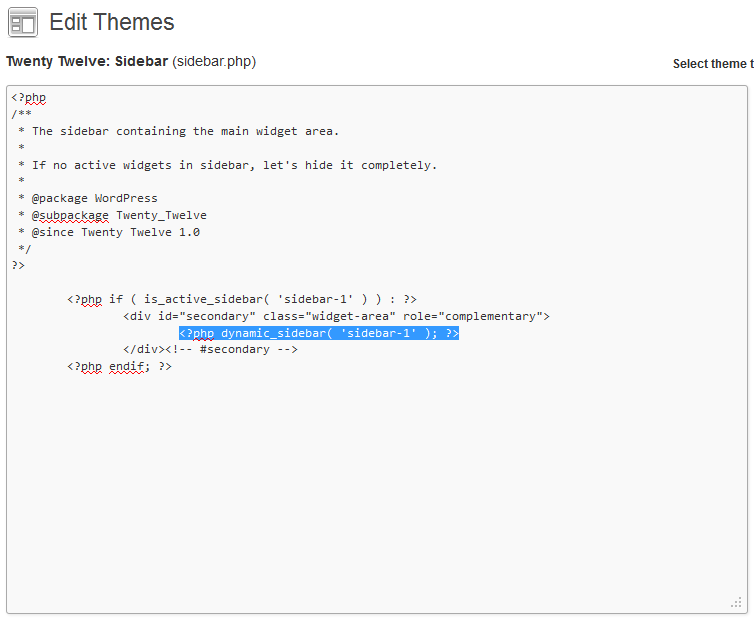 Edit Themes
Twenty Twelve: Sidebar (sidebar.php)
Select theme t
<?php
/**
 * The sidebar containing the main widget area.
 *
 * If no active widgets in sidebar, let's hide it completely.
 *
 * @package WordPress
 * @subpackage Twenty_Twelve
 * @since Twenty Twelve 1.0
 */
?>
<?php if ( is_active_sidebar( 'sidebar-1' ) ) : ?>
<div id="secondary" class="widget-area" role="complementary">
<?php dynamic_sidebar( 'sidebar-1' ); ?>
</div><!-- #secondary -->
<?php endif; ?>